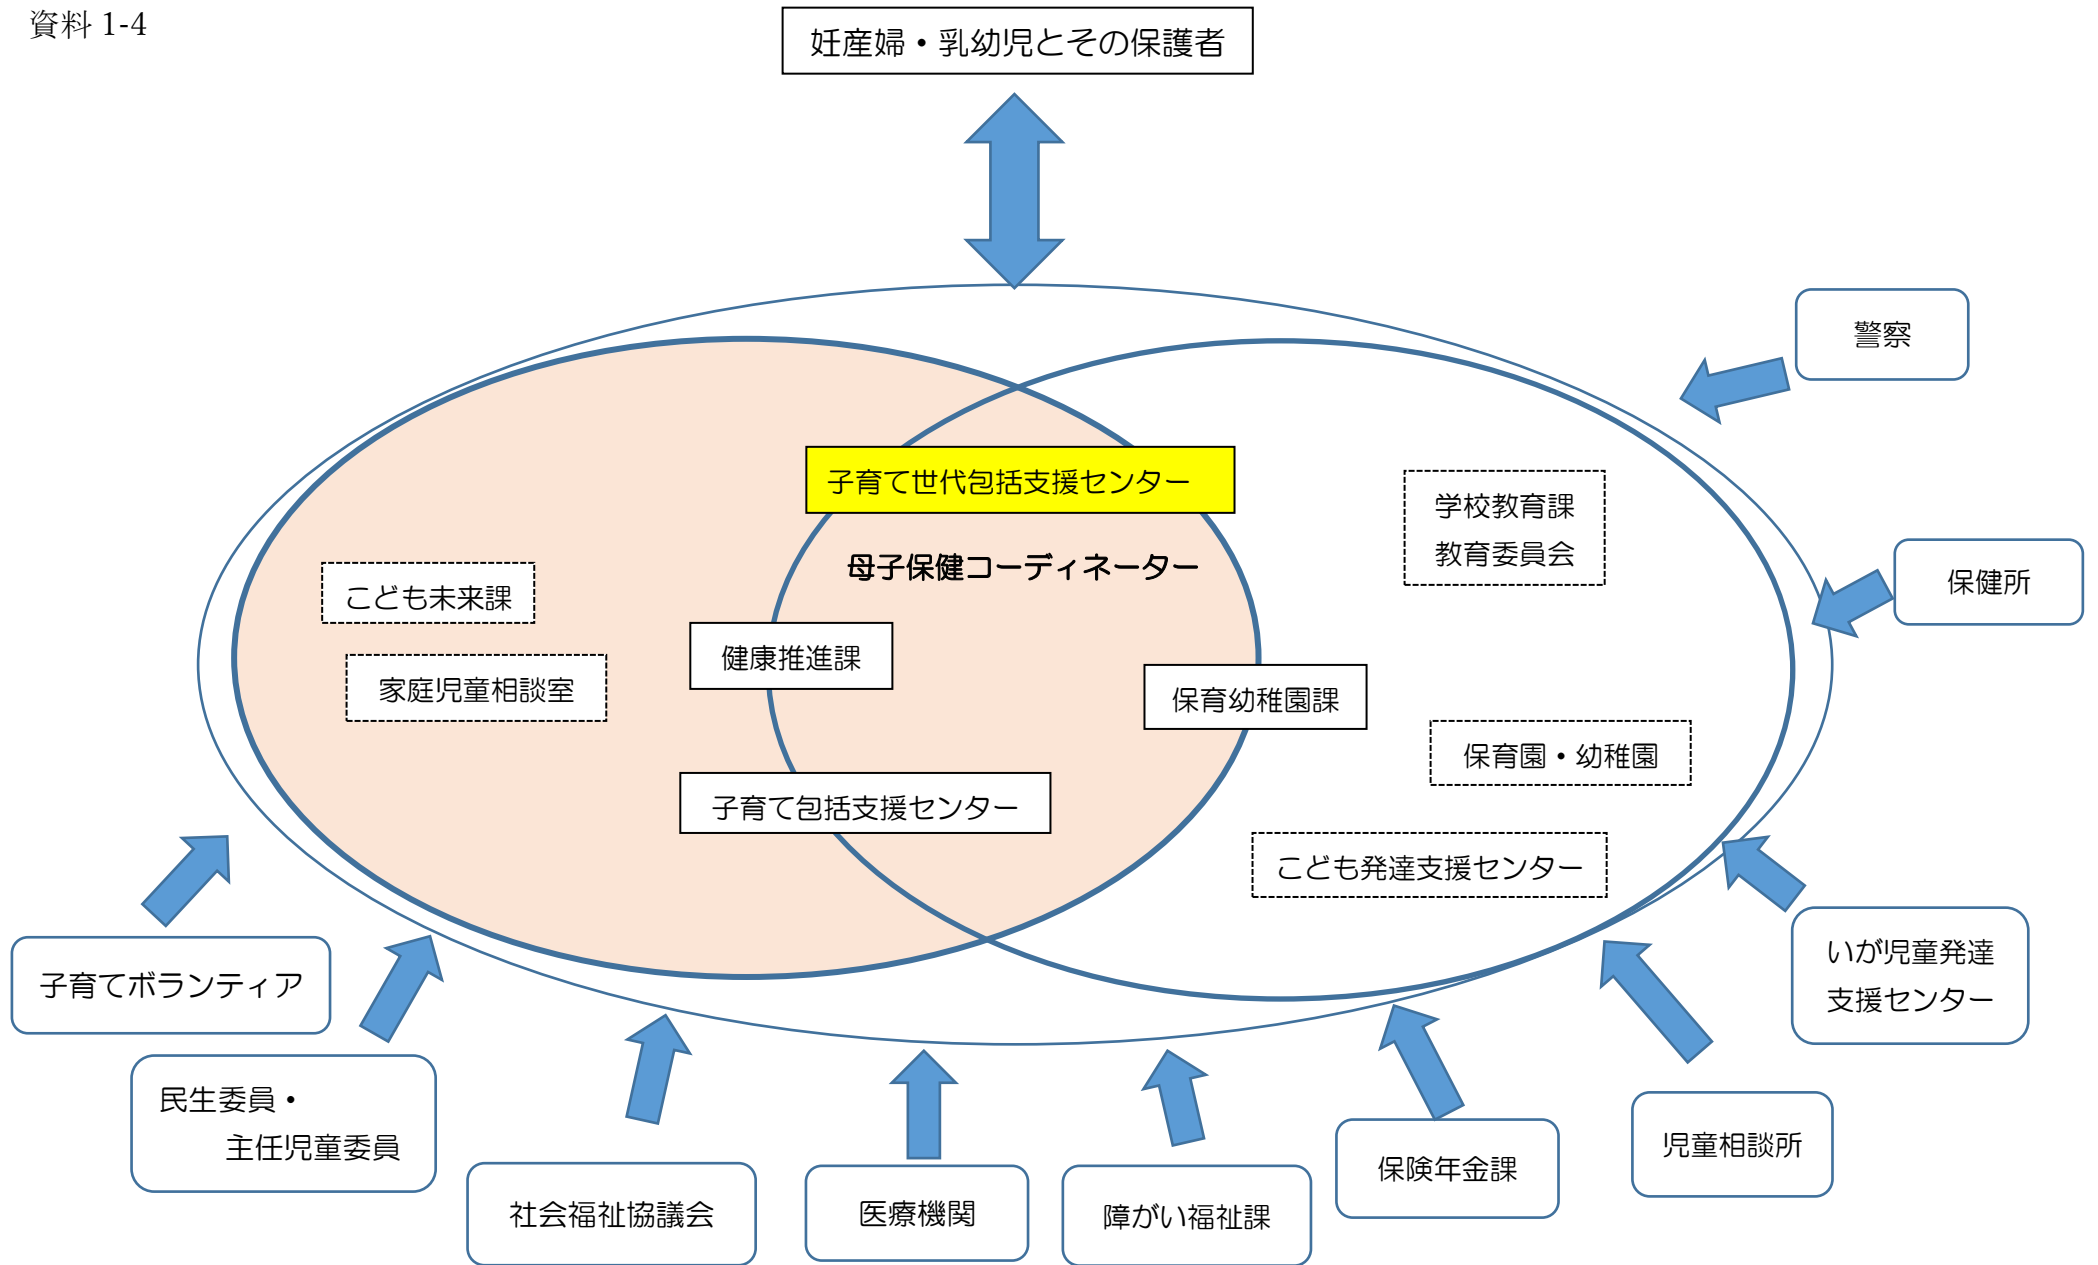 資料 1-4
妊産婦・乳幼児とその保護者
警察
子育て世代包括支援センター
学校教育課
教育委員会
母子保健コーディネーター
こども未来課
保健所
健康推進課
家庭児童相談室
保育幼稚園課
保育園・幼稚園
子育て包括支援センター
こども発達支援センター
子育てボランティア
いが児童発達
支援センター
民生委員・
主任児童委員
社会福祉協議会
医療機関
障がい福祉課
保険年金課
児童相談所